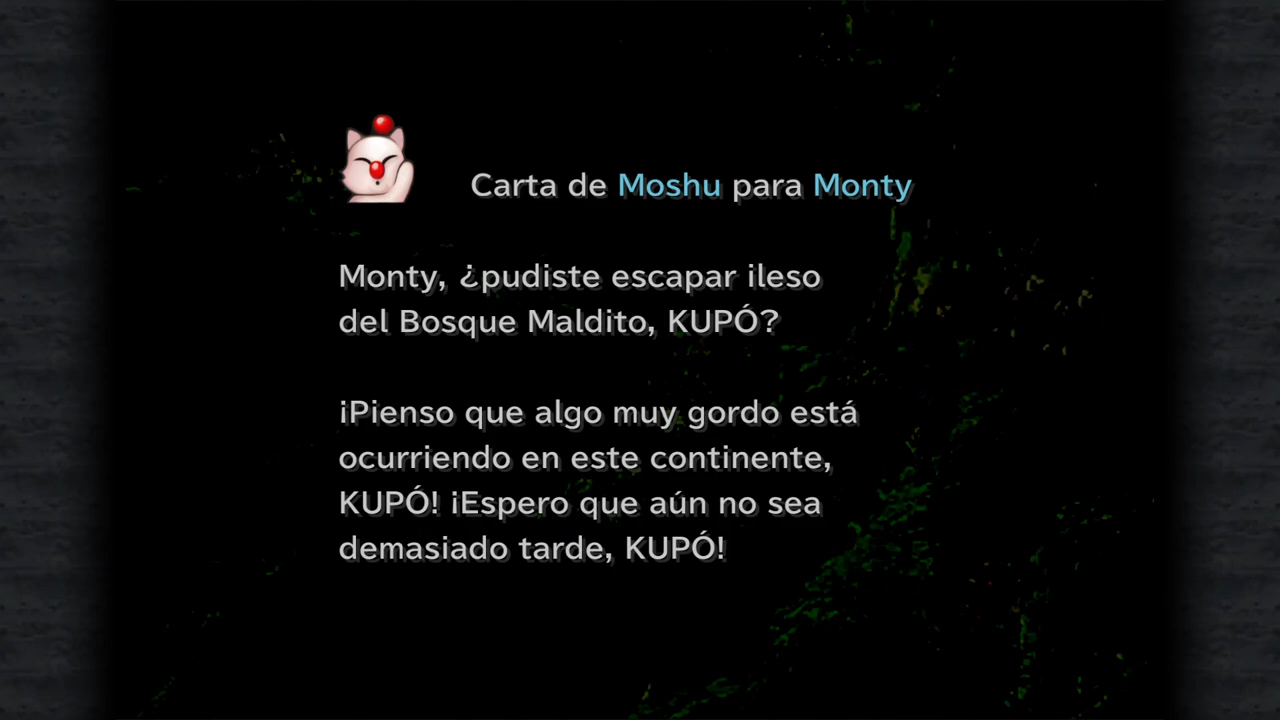 Carta de Moshu para Monty
Monty, ¿pudiste escapar ileso
del Bosque Maldito, KUPÓ?
¡Pienso que algo muy gordo está
ocurriendo en este continente,
KUPÓ! ¡Espero que aún no sea
demasiado tarde, KUPÓ!